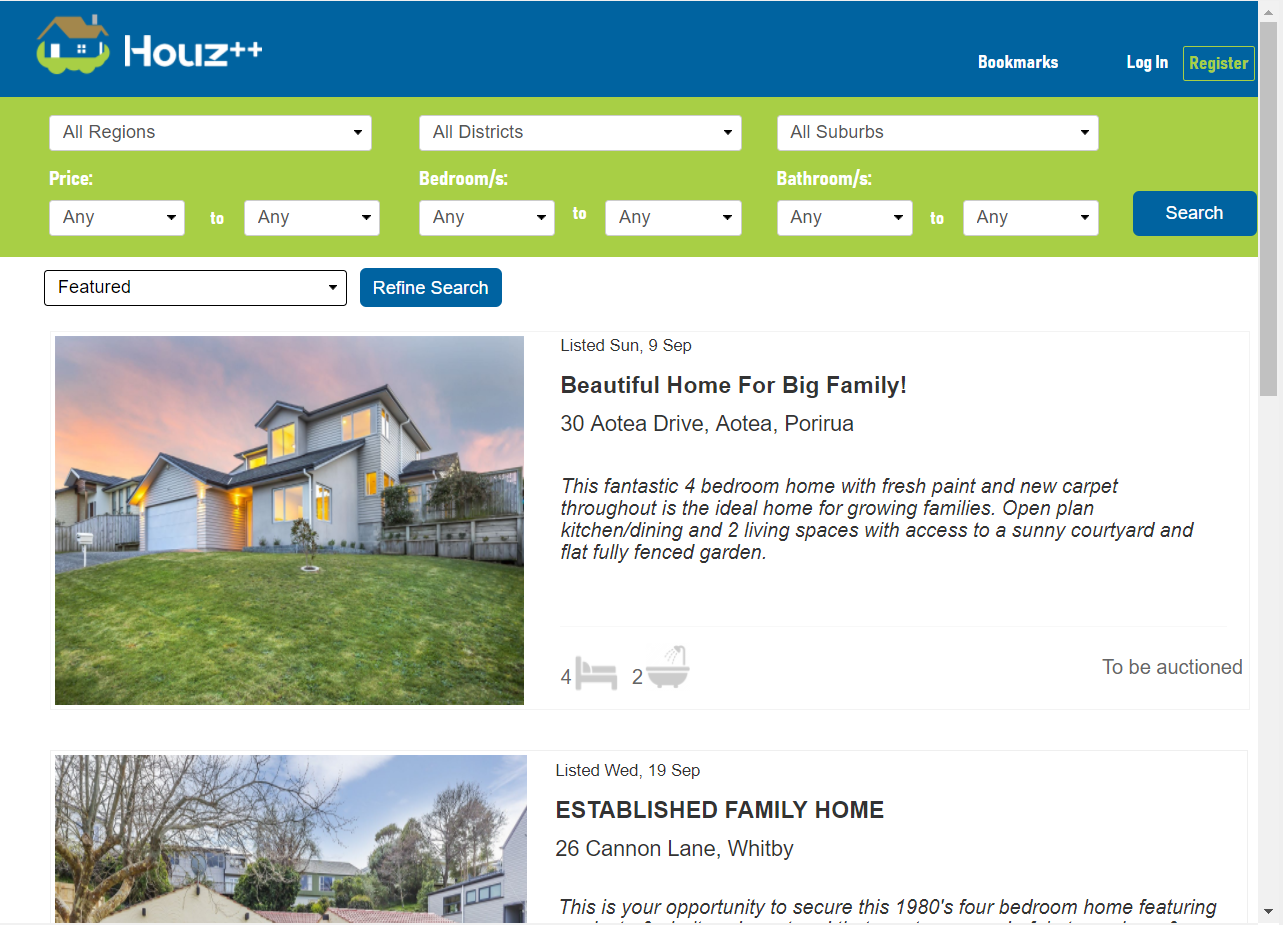 Houz++
Bookmarks Log In Register
All Regions All Districts All Suburbs
Price: Bedroom/s: Bathroom/s:
Any to Any Any to Any Any to Any Search
Featured Refine Search
Listed Sun, 9 Sep
Beautiful Home For Big Family!
30 Aotea Drive, Aotea, Porirua
This fantastic 4 bedroom home with fresh paint and new carpet
throughout is the ideal home for growing families. Open plan
kitchen/dining and 2 living spaces with access to a sunny courtyard and
flat fully fenced garden.
4 2 To be auctioned
Listed Wed, 19 Sep
ESTABLISHED FAMILY HOME
26 Cannon Lane, Whitby
This is your opportunity to secure this 1980's four bedroom home featuring